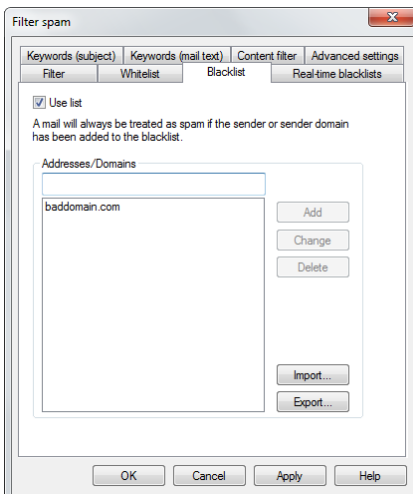 Filter spam
Keywords (subject) Keywords (mail text) Content filter Advanced settings
Filter Whitelist Blacklist Real-time blacklists
Use list
A mail will always be treated as spam if the sender or sender domain
has been added to the blacklist.
Addresses/Domains
baddomain.com
Add
Change
Delete
Import...
Export...
OK Cancel Apply Help